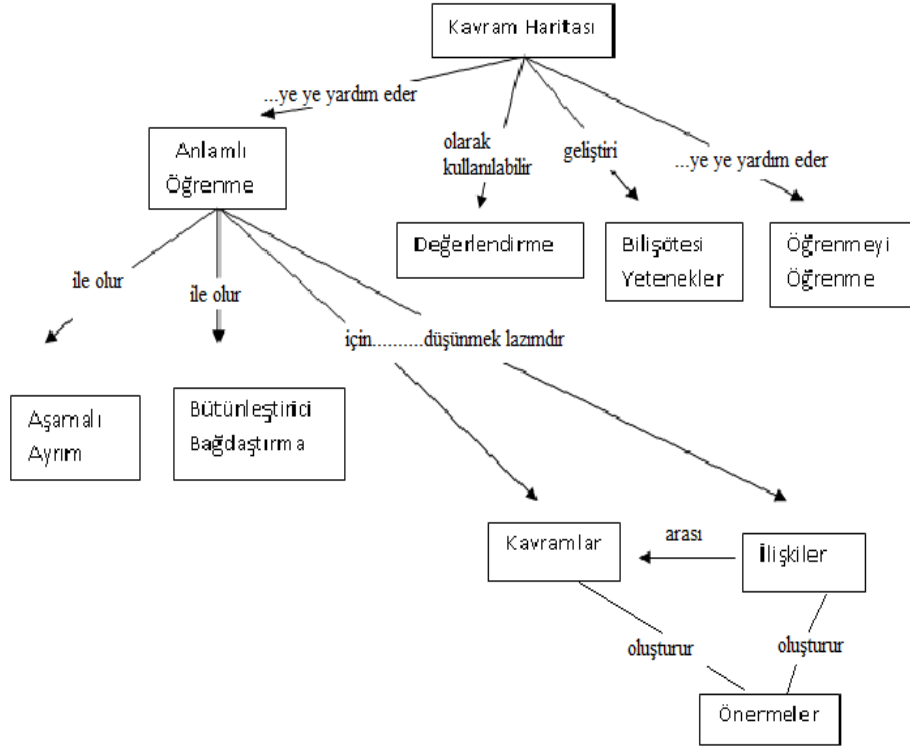 Kavram Haritası
...ye ye yardım eder
olarak
kullanılabilir
geliştiri
...ye ye yardım eder
Anlamlı
Öğrenme
Değerlendirme
Bilişötesi
Yetenekler
Öğrenmeyi
Öğrenme
ile olur
ile olur
için..........düşünmek lazımdır
Aşamalı
Ayrım
Bütünleştirici
Bağdaştırma
Kavramlar
arası
İlişkiler
oluşturur
oluşturur
Önermeler